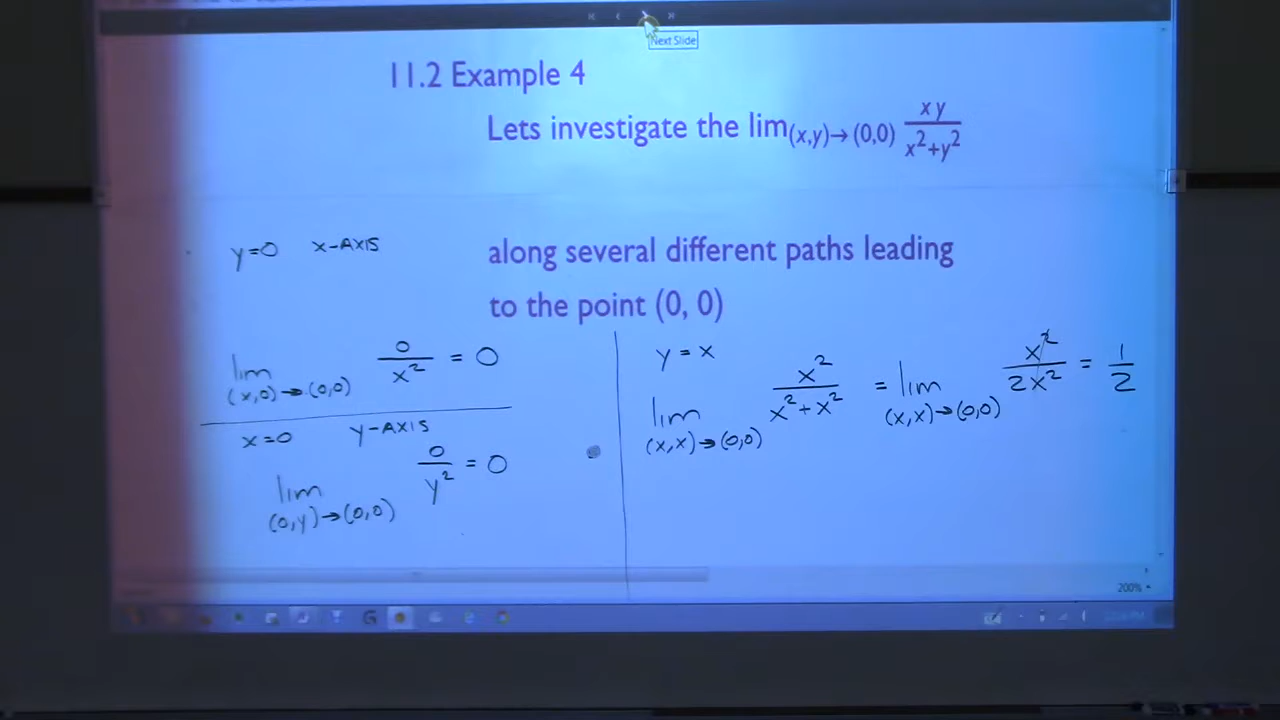 Next Slide
11.2 Example 4
Lets investigate the lim(x,y)→(0,0) xy/(x²+y²)
y=0 x-AXIS
along several different paths leading
to the point (0, 0)
lim (x,0)→(0,0) 0/x² = 0
x=0 y-AXIS
lim (0,y)→(0,0) 0/y² = 0
y = x
lim (x,x)→(0,0) x²/(x²+x²) = lim (x,x)→(0,0) x²/2x² = 1/2
200%